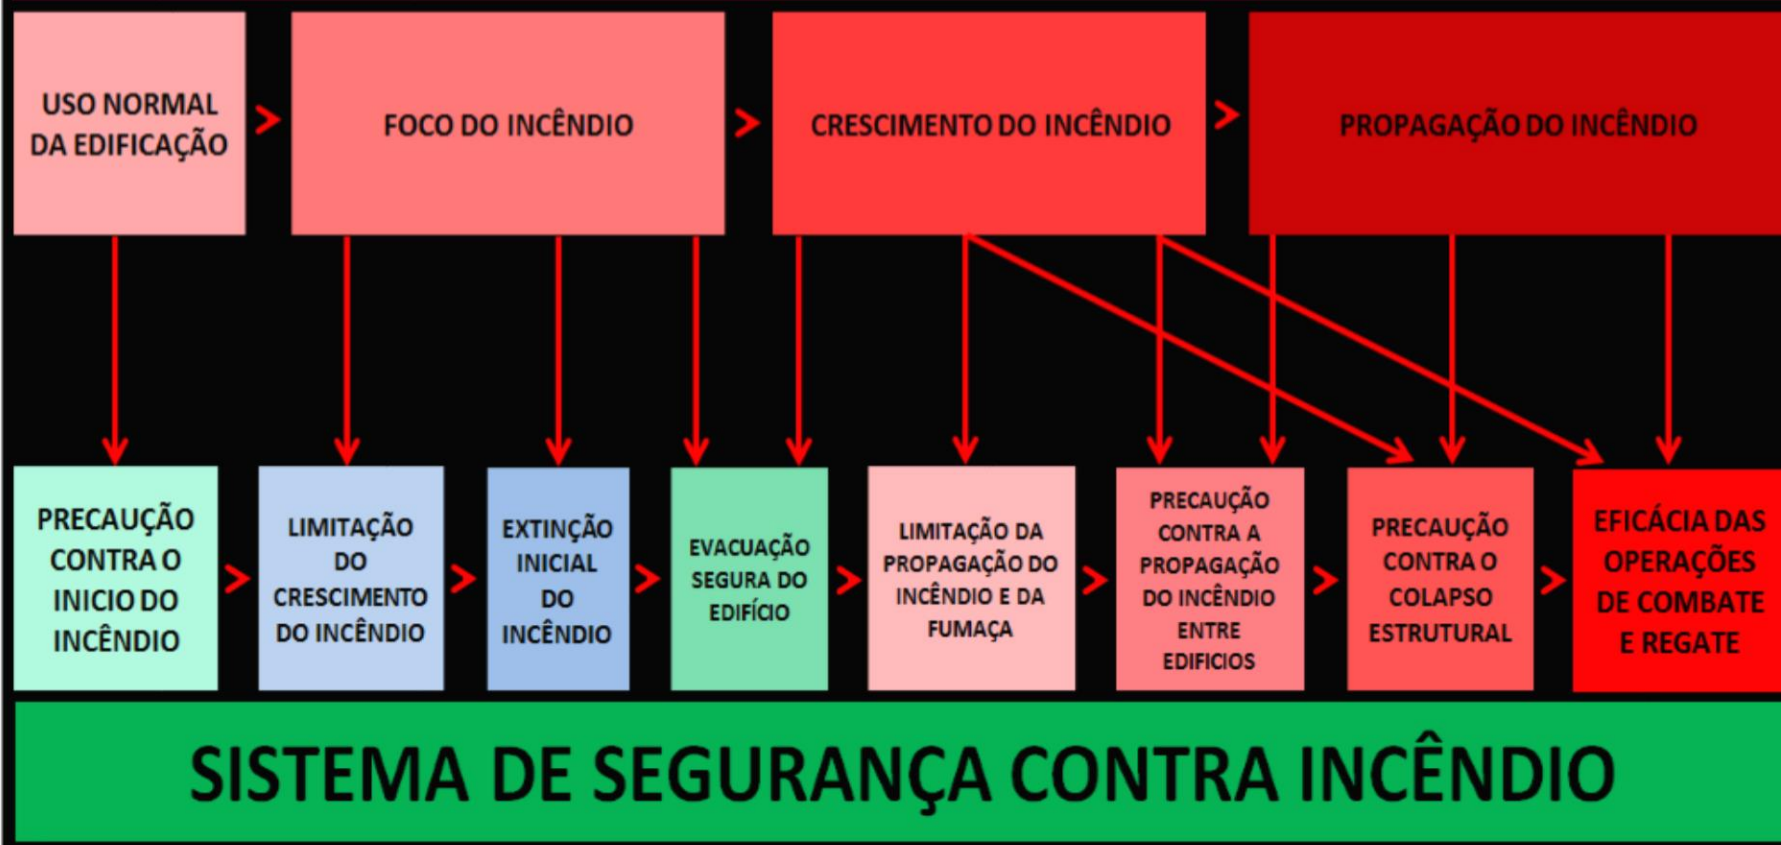 USO NORMAL
DA EDIFICAÇÃO
FOCO DO INCÊNDIO
CRESCIMENTO DO INCÊNDIO
PROPAGAÇÃO DO INCÊNDIO
PRECAUÇÃO
CONTRA O
INICIO DO
INCÊNDIO
LIMITAÇÃO
DO
CRESCIMENTO
DO INCÊNDIO
EXTINÇÃO
INICIAL
DO
INCÊNDIO
EVACUAÇÃO
SEGURA DO
EDIFÍCIO
LIMITAÇÃO DA
PROPAGAÇÃO DO
INCÊNDIO E DA
FUMAÇA
PRECAUÇÃO
CONTRA A
PROPAGAÇÃO
DO INCÊNDIO
ENTRE
EDIFICIOS
PRECAUÇÃO
CONTRA O
COLAPSO
ESTRUTURAL
EFICÁCIA DAS
OPERAÇÕES
DE COMBATE
E REGATE
SISTEMA DE SEGURANÇA CONTRA INCÊNDIO